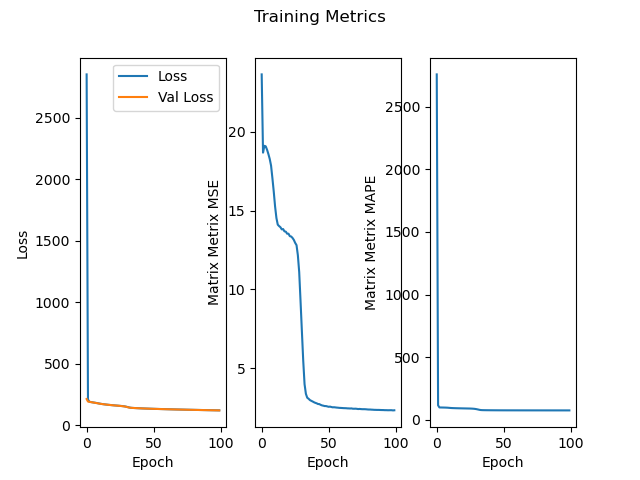 Training Metrics
Loss
Val Loss
2500
2000
1500
1000
500
0
Loss
0
50
100
Epoch
20
15
10
5
Matrix Metrix MSE
0
50
100
Epoch
2500
2000
1500
1000
500
0
Matrix Metrix MAPE
0
50
100
Epoch